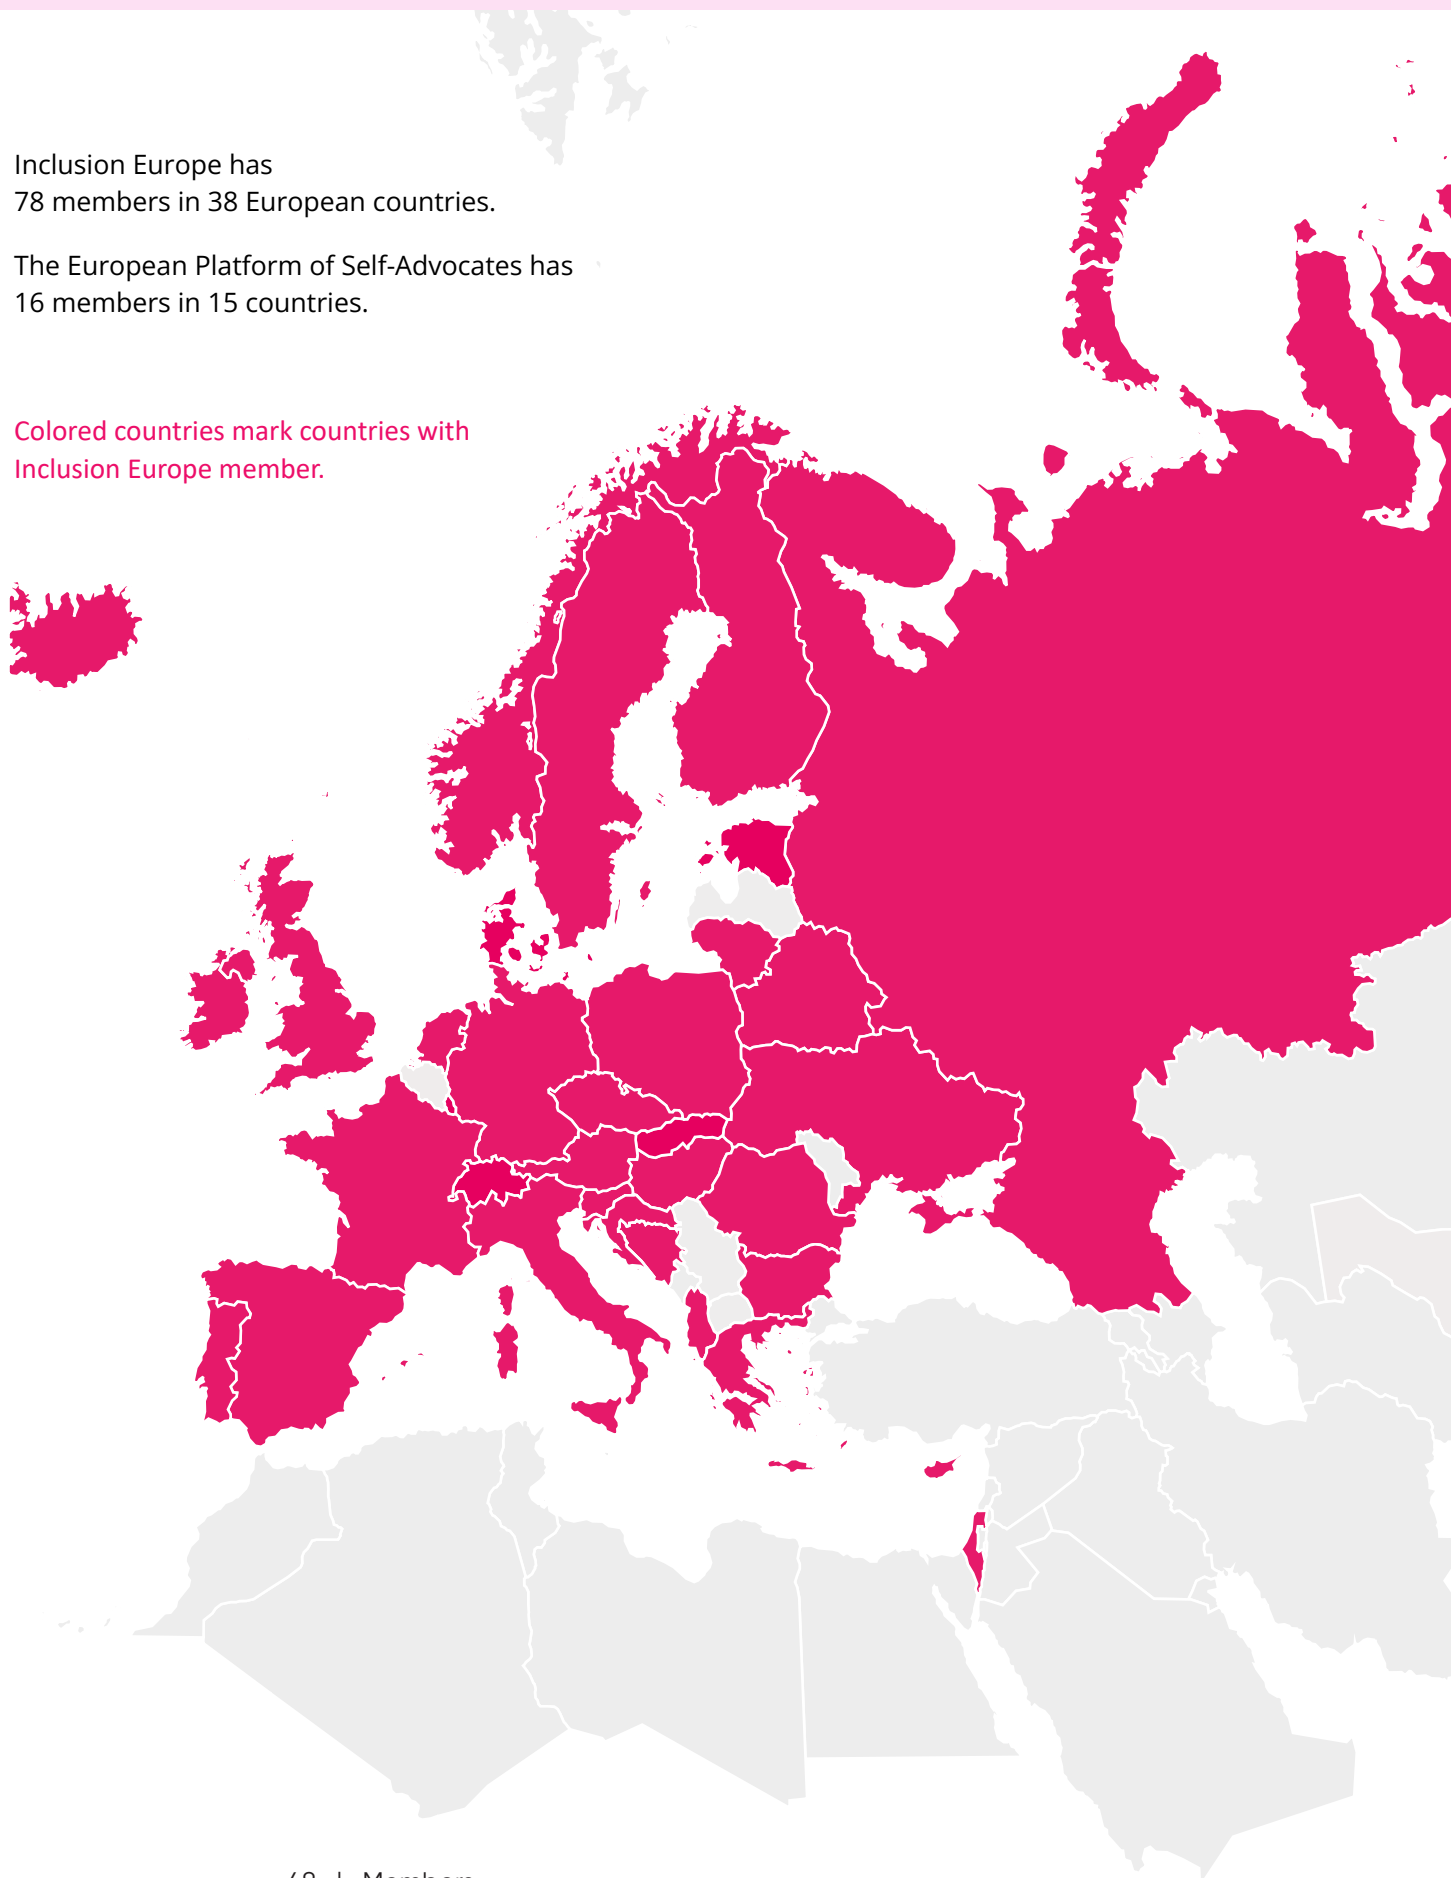 Inclusion Europe has
78 members in 38 European countries.
The European Platform of Self-Advocates has
16 members in 15 countries.
Colored countries mark countries with
Inclusion Europe member.
| Members